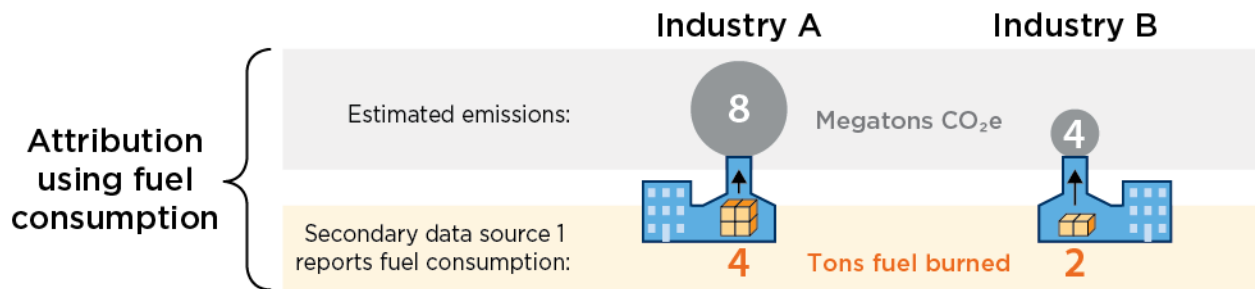 Industry A
Industry B
Attribution
using fuel
consumption
Estimated emissions:
8
Megatons CO₂e
4
Secondary data source 1
reports fuel consumption:
4
Tons fuel burned
2